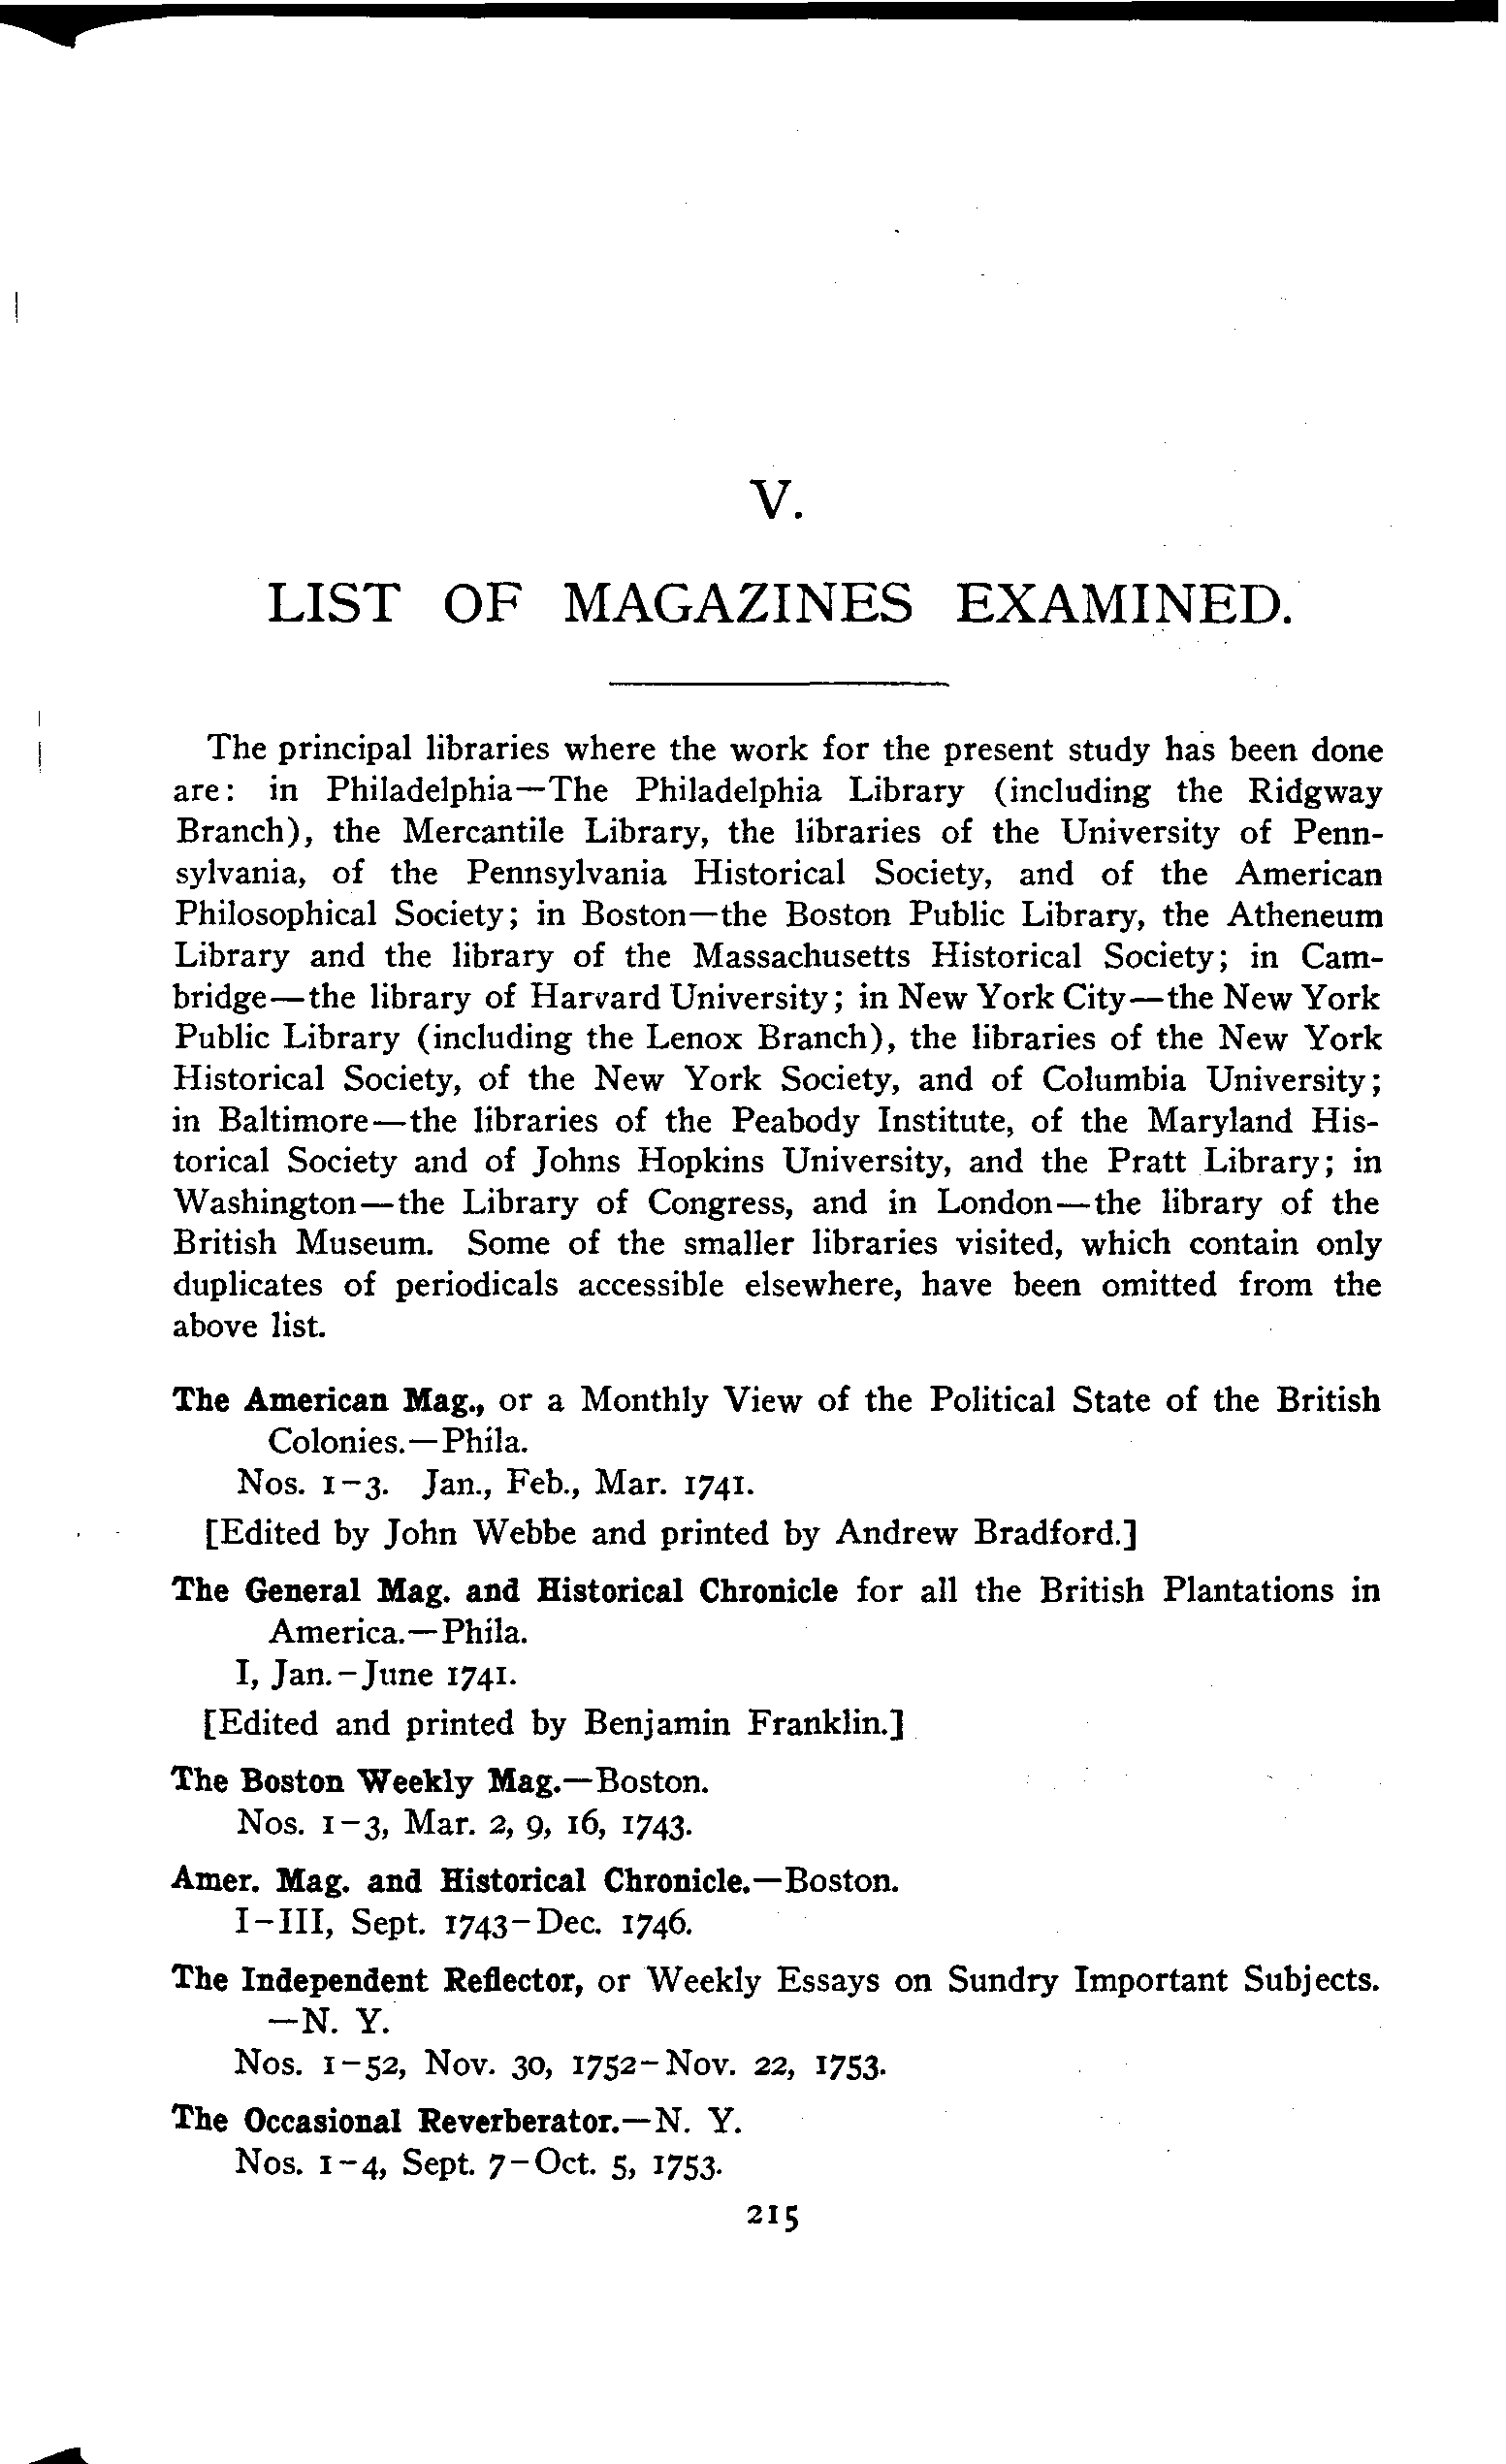 V.
LIST OF MAGAZINES EXAMINED.
The principal libraries where the work for the present study has been done
are: in Philadelphia—The Philadelphia Library (including the Ridgway
Branch), the Mercantile Library, the libraries of the University of Penn-
sylvania, of the Pennsylvania Historical Society, and of the American
Philosophical Society; in Boston—the Boston Public Library, the Atheneum
Library and the library of the Massachusetts Historical Society; in Cam-
bridge—the library of Harvard University; in New York City—the New York
Public Library (including the Lenox Branch), the libraries of the New York
Historical Society, of the New York Society, and of Columbia University;
in Baltimore—the libraries of the Peabody Institute, of the Maryland His-
torical Society and of Johns Hopkins University, and the Pratt Library; in
Washington—the Library of Congress, and in London—the library of the
British Museum. Some of the smaller libraries visited, which contain only
duplicates of periodicals accessible elsewhere, have been omitted from the
above list.
The American Mag., or a Monthly View of the Political State of the British
Colonies.—Phila.
Nos. 1-3. Jan., Feb., Mar. 1741.
[Edited by John Webbe and printed by Andrew Bradford.]
The General Mag. and Historical Chronicle for all the British Plantations in
America.—Phila.
I, Jan.-June 1741.
[Edited and printed by Benjamin Franklin.]
The Boston Weekly Mag.—Boston.
Nos. 1-3, Mar. 2, 9, 16, 1743.
Amer. Mag. and Historical Chronicle.—Boston.
I-III, Sept. 1743-Dec. 1746.
The Independent Reflector, or Weekly Essays on Sundry Important Subjects.
—N. Y.
Nos. 1-52, Nov. 30, 1752-Nov. 22, 1753.
The Occasional Reverberator.—N. Y.
Nos. 1-4, Sept. 7-Oct. 5, 1753.
215